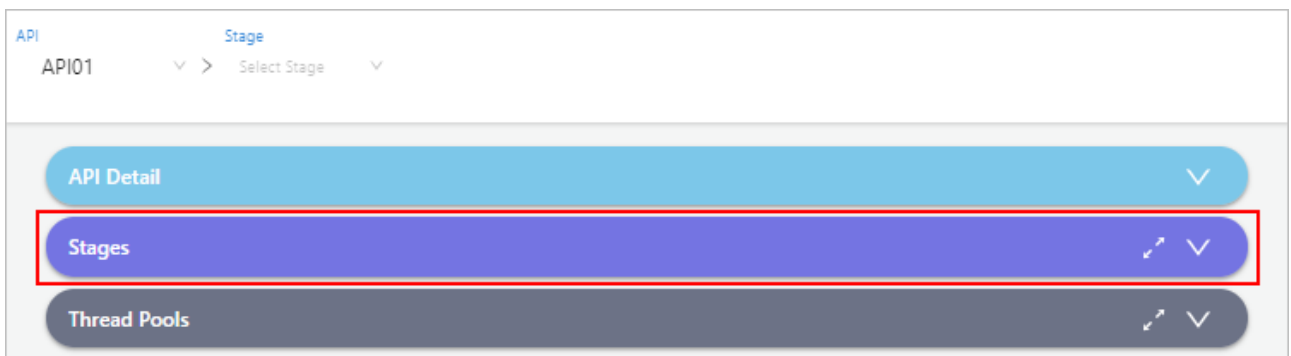 API Stage
API01 > Select Stage
API Detail
Stages
Thread Pools